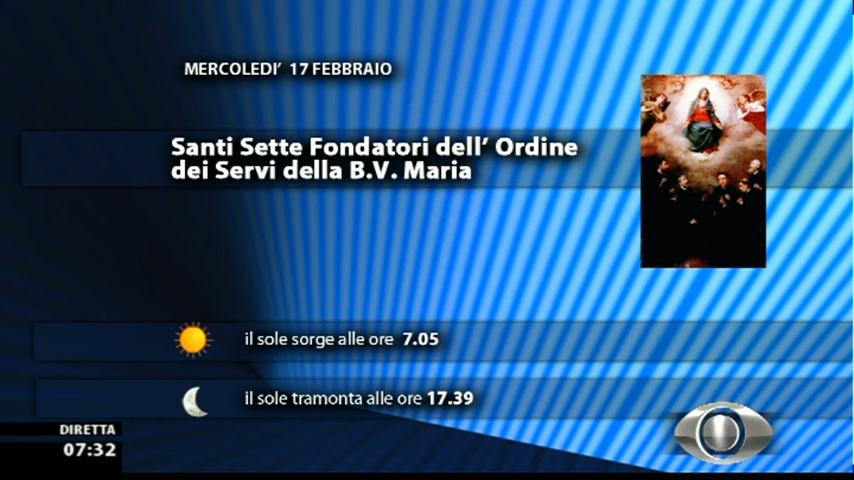 MERCOLEDI' 17 FEBBRAIO
Santi Sette Fondatori dell' Ordine
dei Servi della B.V. Maria
il sole sorge alle ore 7.05
il sole tramonta alle ore 17.39
DIRETTA
07:32